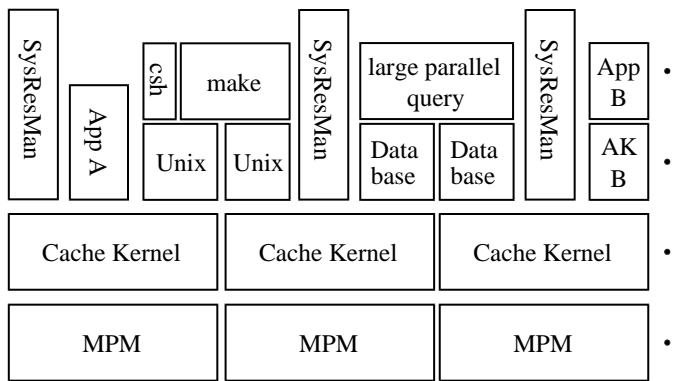 SysResMan
App A
csh
make
Unix
Unix
SysResMan
large parallel
query
Data
base
Data
base
SysResMan
App
B
AK
B
•
•
Cache Kernel
Cache Kernel
Cache Kernel
•
MPM
MPM
MPM
•